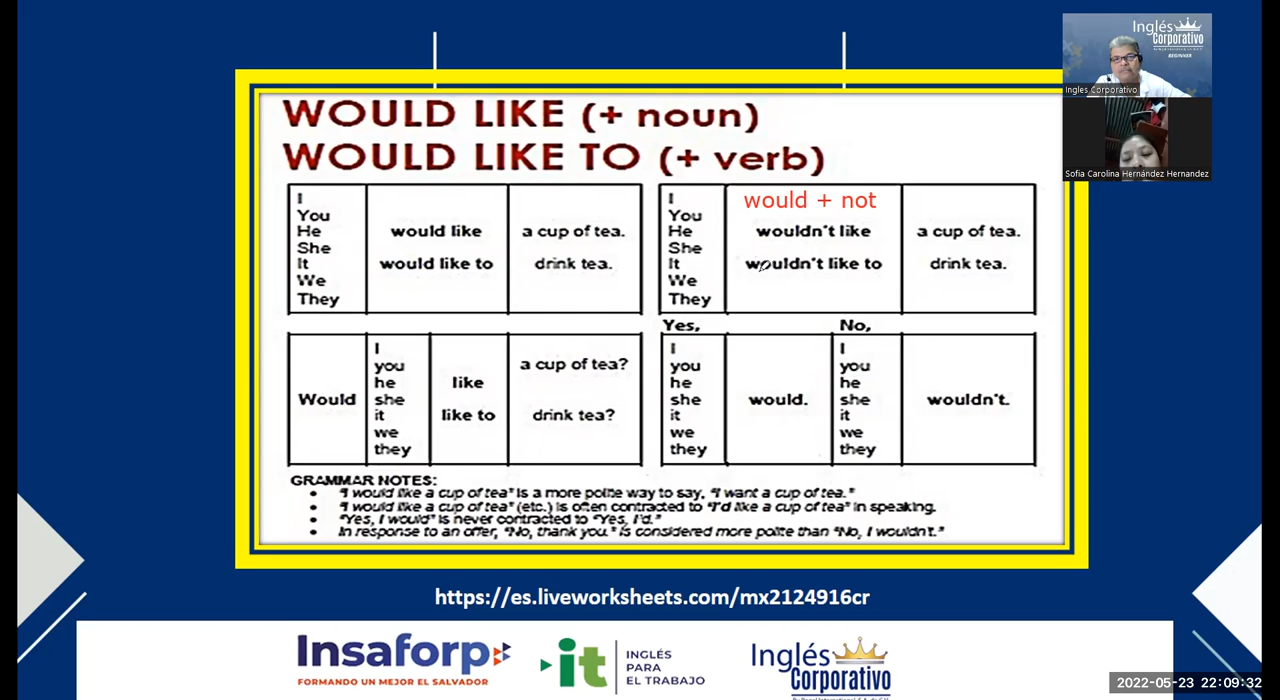 Inglés
Corporativo
BEGINNER
Ingles Corporativo
Sofia Carolina Hernández Hernandez
WOULD LIKE (+ noun)
WOULD LIKE TO (+ verb)
I
You
He
She
It
We
They
would like
would like to
a cup of tea.
drink tea.
I
You
He
She
It
We
They
would + not
wouldn't like
wouldn't like to
a cup of tea.
drink tea.
Would
I
you
he
she
it
we
they
like
like to
a cup of tea?
drink tea?
Yes,
I
you
he
she
it
we
they
would.
No,
I
you
he
she
it
we
they
wouldn't.
GRAMMAR NOTES:
• "I would like a cup of tea" is a more polite way to say, "I want a cup of tea."
• "I would like a cup of tea" (etc.) is often contracted to "I'd like a cup of tea" in speaking.
• "Yes, I would" is never contracted to "Yes, I'd."
• In response to an offer, "No, thank you." is considered more polite than "No, I wouldn't."
https://es.liveworksheets.com/mx2124916cr
Insaforp
FORMANDO UN MEJOR EL SALVADOR
it
INGLÉS
PARA
EL TRABAJO
Inglés
Corporativo
2022-05-23 22:09:32